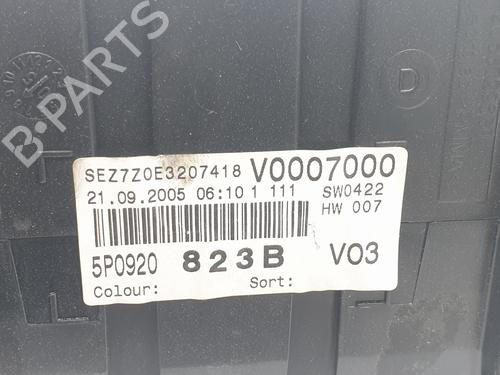 SEZ7Z0E3207418 V0007000
21.09.2005 06:10 1 111 SW0422
HW 007
5P0920 823B V03
Colour: Sort:
D
B-PARTS